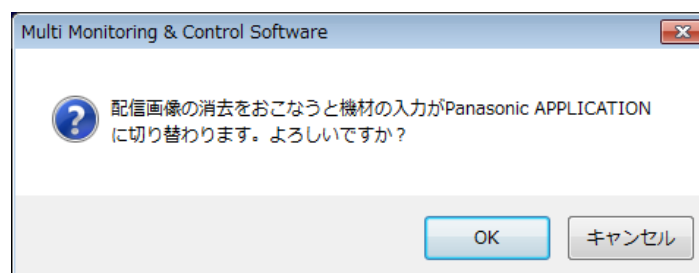 Multi Monitoring & Control Software
配信画像の消去をおこなうと機材の入力がPanasonic APPLICATION
に切り替わります。よろしいですか？
OK
キャンセル